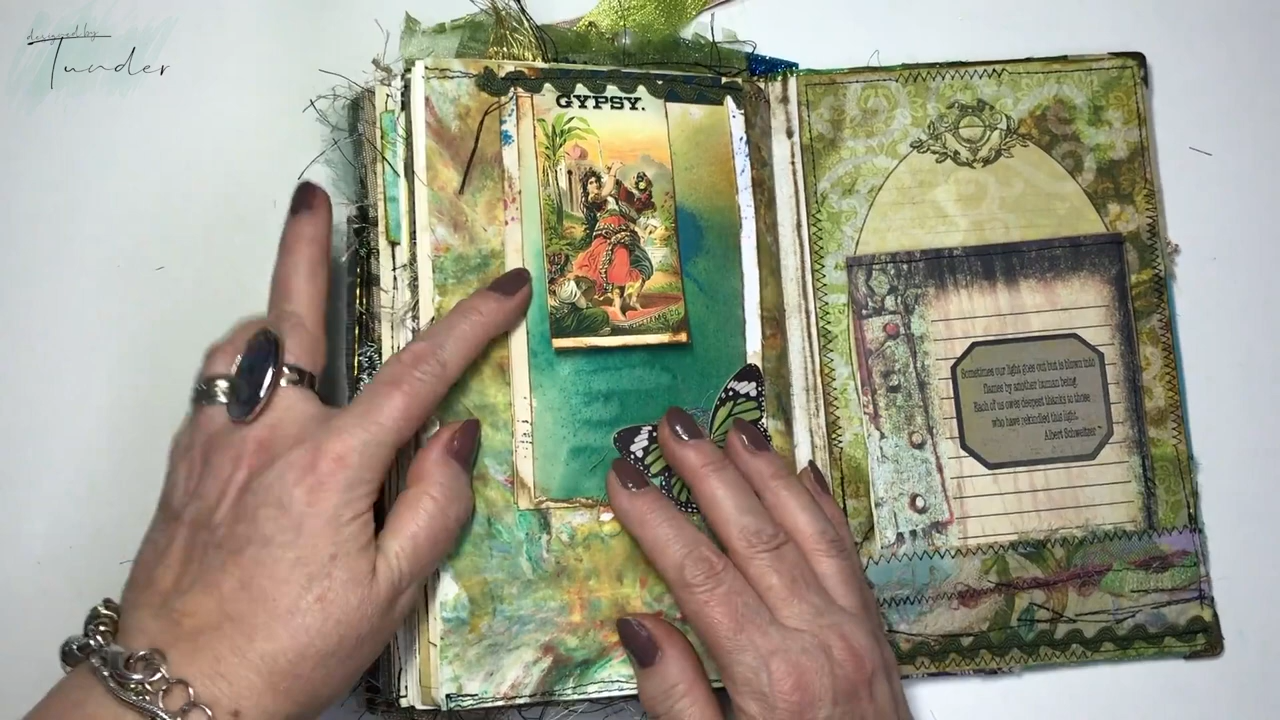 designed by
Tunder
GYPSY.
Sometimes our light goes out but is blown into
flames by another human being.
Each of us owes deepest thanks to those
who have rekindled this light.
Albert Schweitzer